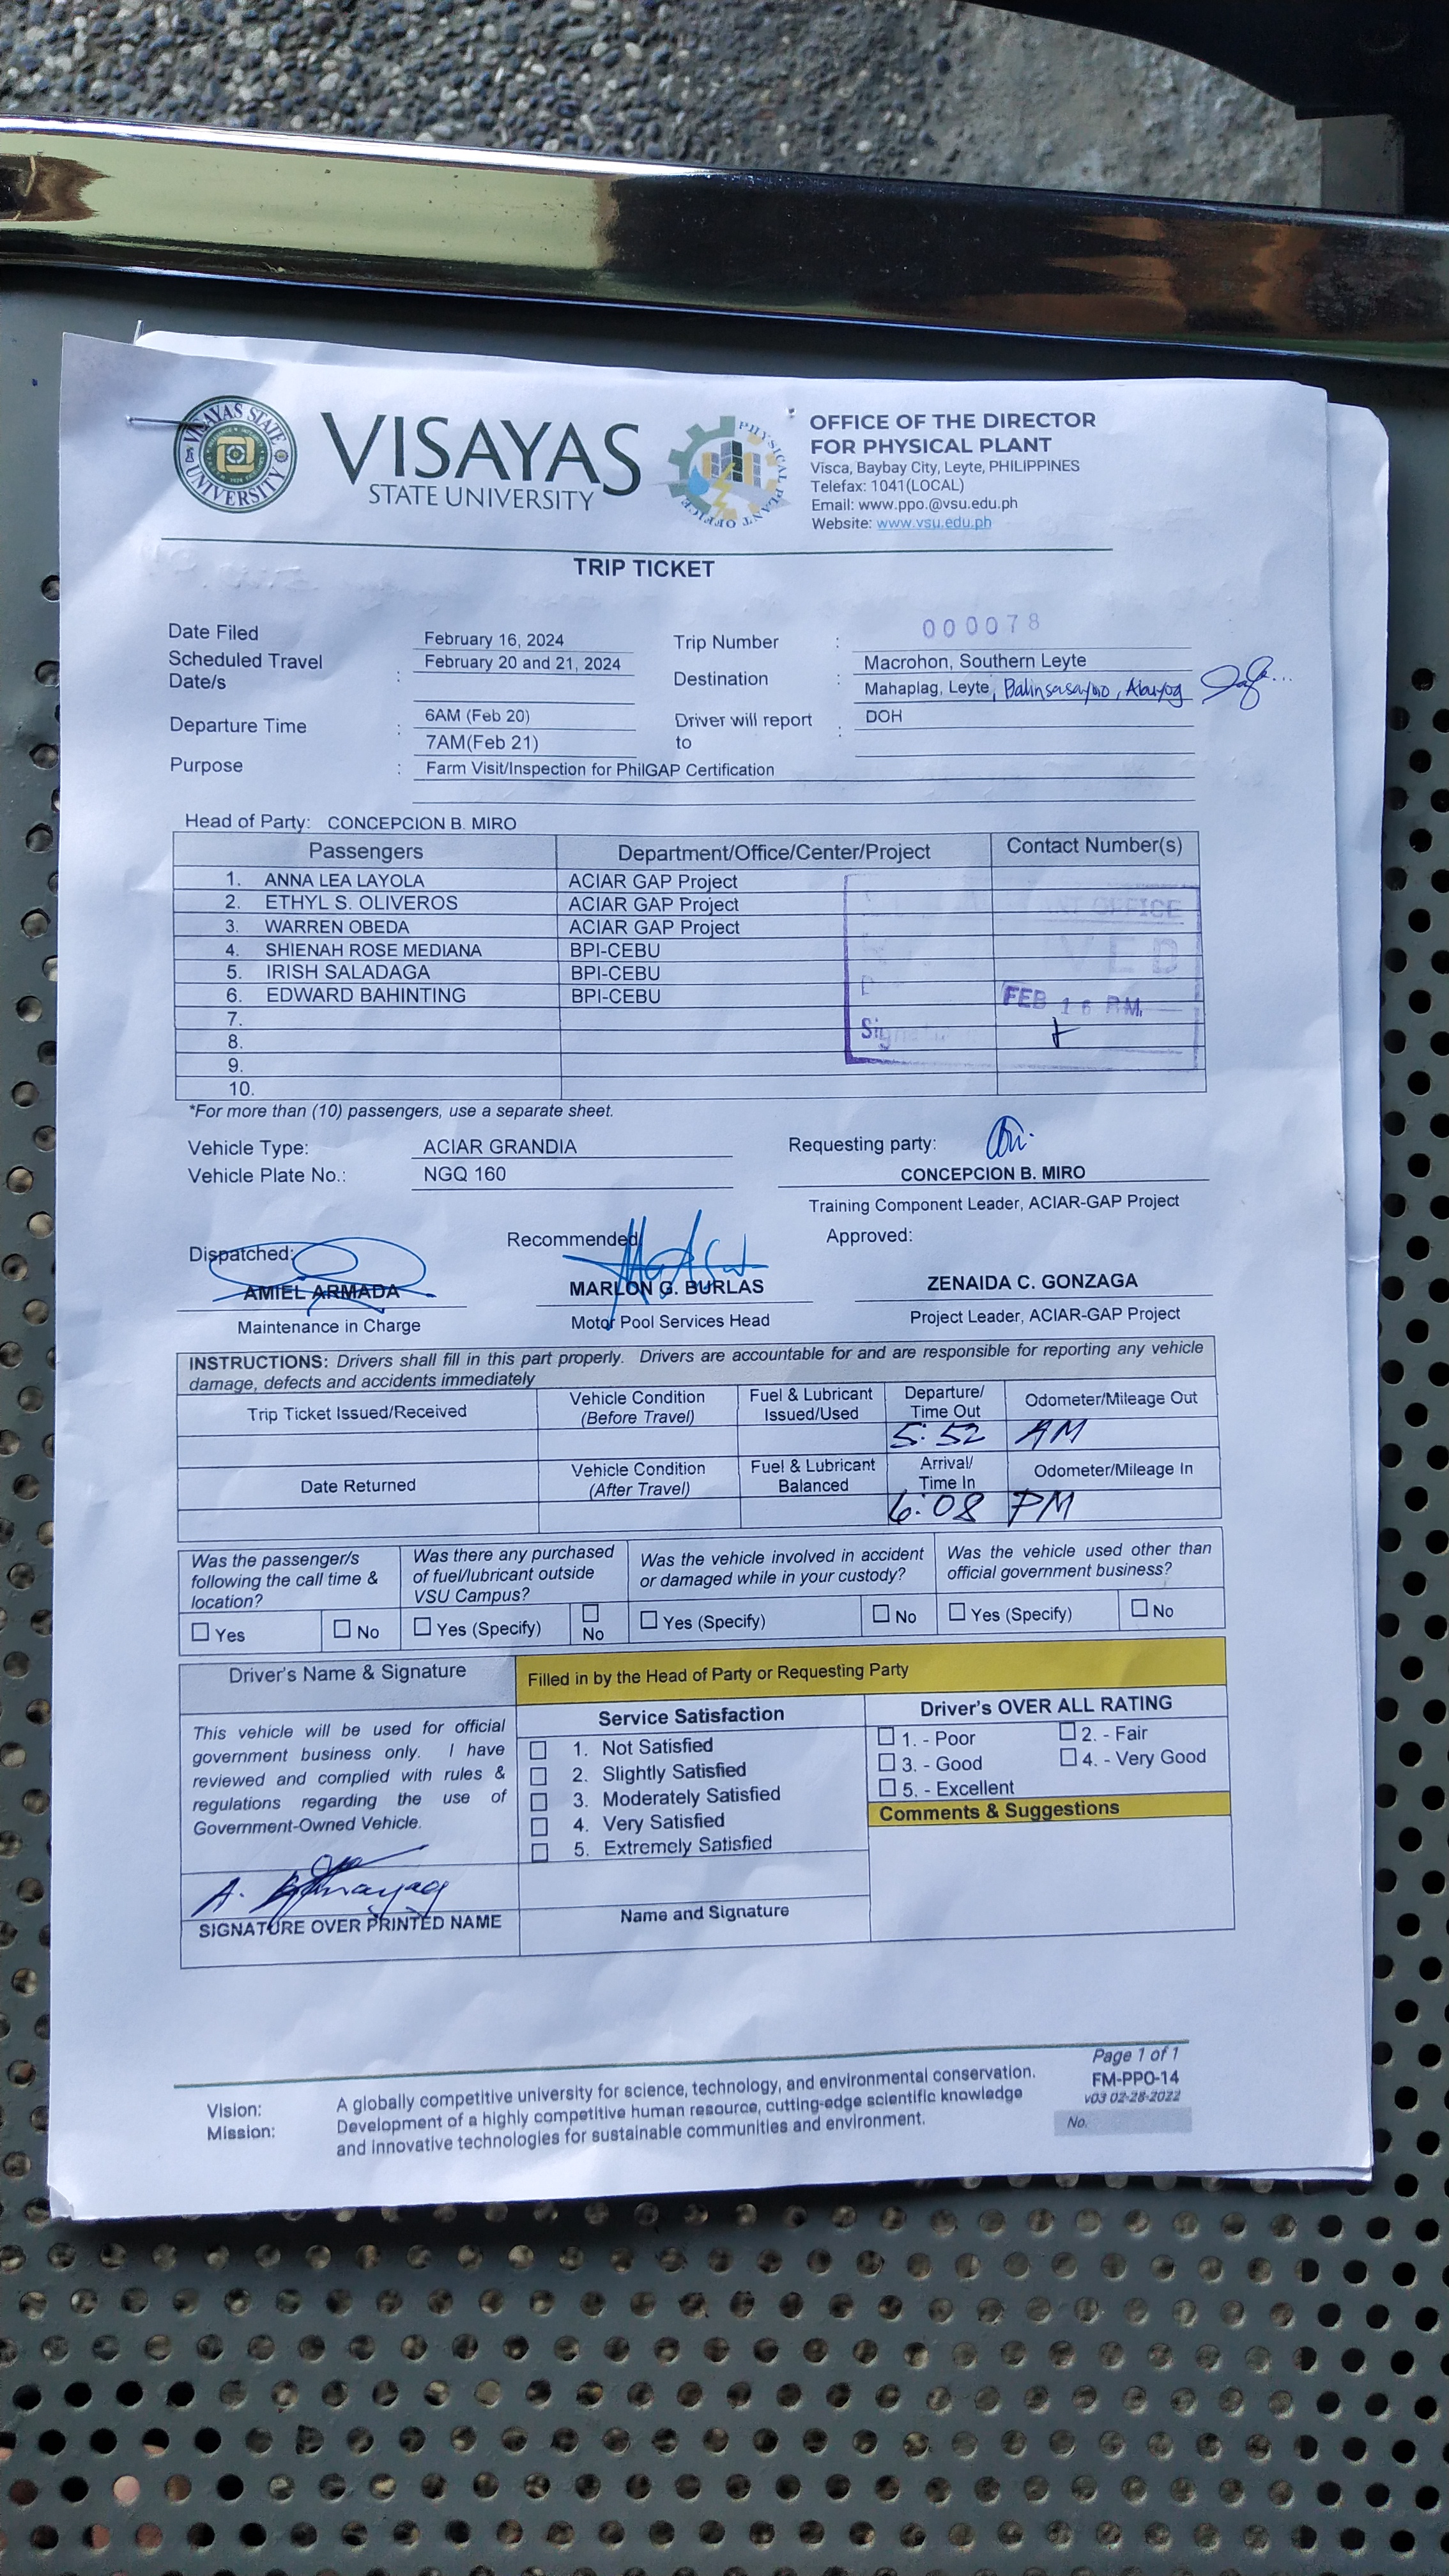 VISAYAS STATE UNIVERSITY
VISAYAS
STATE UNIVERSITY
PHYSICAL PLANT OFFICE
OFFICE OF THE DIRECTOR
FOR PHYSICAL PLANT
Visca, Baybay City, Leyte, PHILIPPINES
Telefax: 1041(LOCAL)
Email: www.ppo.@vsu.edu.ph
Website: www.vsu.edu.ph
TRIP TICKET
Date Filed February 16, 2024 Trip Number : 000078
Scheduled Travel Date/s : February 20 and 21, 2024 Destination : Macrohon, Southern Leyte
Mahaplag, Leyte, Balinsasayao, Abuyog
Departure Time : 6AM (Feb 20) Driver will report to : DOH
7AM(Feb 21)
Purpose : Farm Visit/Inspection for PhilGAP Certification
Head of Party: CONCEPCION B. MIRO
Passengers Department/Office/Center/Project Contact Number(s)
1. ANNA LEA LAYOLA ACIAR GAP Project
2. ETHYL S. OLIVEROS ACIAR GAP Project
3. WARREN OBEDA ACIAR GAP Project
4. SHIENAH ROSE MEDIANA BPI-CEBU
5. IRISH SALADAGA BPI-CEBU
6. EDWARD BAHINTING BPI-CEBU
7.
8.
9.
10.
OFFICE
FEB 16 PM
*For more than (10) passengers, use a separate sheet.
Vehicle Type: ACIAR GRANDIA Requesting party:
Vehicle Plate No.: NGQ 160 CONCEPCION B. MIRO
Training Component Leader, ACIAR-GAP Project
Dispatched: Recommended Approved:
AMIEL ARMADA MARLON G. BURLAS ZENAIDA C. GONZAGA
Maintenance in Charge Motor Pool Services Head Project Leader, ACIAR-GAP Project
INSTRUCTIONS: Drivers shall fill in this part properly. Drivers are accountable for and are responsible for reporting any vehicle
damage, defects and accidents immediately
Trip Ticket Issued/Received Vehicle Condition (Before Travel) Fuel & Lubricant Issued/Used Departure/ Time Out Odometer/Mileage Out
5:52 AM
Date Returned Vehicle Condition (After Travel) Fuel & Lubricant Balanced Arrival/ Time In Odometer/Mileage In
6:08 PM
Was the passenger/s following the call time & location? Was there any purchased of fuel/lubricant outside VSU Campus? Was the vehicle involved in accident or damaged while in your custody? Was the vehicle used other than official government business?
Yes No Yes (Specify) No Yes (Specify) No Yes (Specify) No
Driver's Name & Signature Filled in by the Head of Party or Requesting Party
This vehicle will be used for official
government business only. I have
reviewed and complied with rules &
regulations regarding the use of
Government-Owned Vehicle.
SIGNATURE OVER PRINTED NAME
Service Satisfaction
1. Not Satisfied
2. Slightly Satisfied
3. Moderately Satisfied
4. Very Satisfied
5. Extremely Satisfied
Name and Signature
Driver's OVER ALL RATING
1. - Poor 2. - Fair
3. - Good 4. - Very Good
5. - Excellent
Comments & Suggestions
Page 1 of 1
FM-PPO-14
v03 02-28-2022
No.
Vision: A globally competitive university for science, technology, and environmental conservation.
Mission: Development of a highly competitive human resource, cutting-edge scientific knowledge
and innovative technologies for sustainable communities and environment.